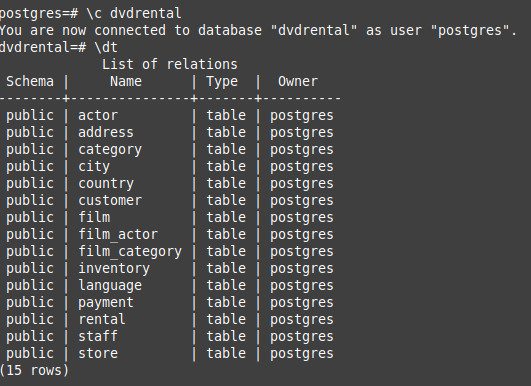 postgres=# \c dvdrental
You are now connected to database "dvdrental" as user "postgres".
dvdrental=# \dt
             List of relations
 Schema |     Name      | Type  |  Owner
--------+---------------+-------+----------
 public | actor         | table | postgres
 public | address       | table | postgres
 public | category      | table | postgres
 public | city          | table | postgres
 public | country       | table | postgres
 public | customer      | table | postgres
 public | film          | table | postgres
 public | film_actor    | table | postgres
 public | film_category | table | postgres
 public | inventory     | table | postgres
 public | language      | table | postgres
 public | payment       | table | postgres
 public | rental        | table | postgres
 public | staff         | table | postgres
 public | store         | table | postgres
(15 rows)